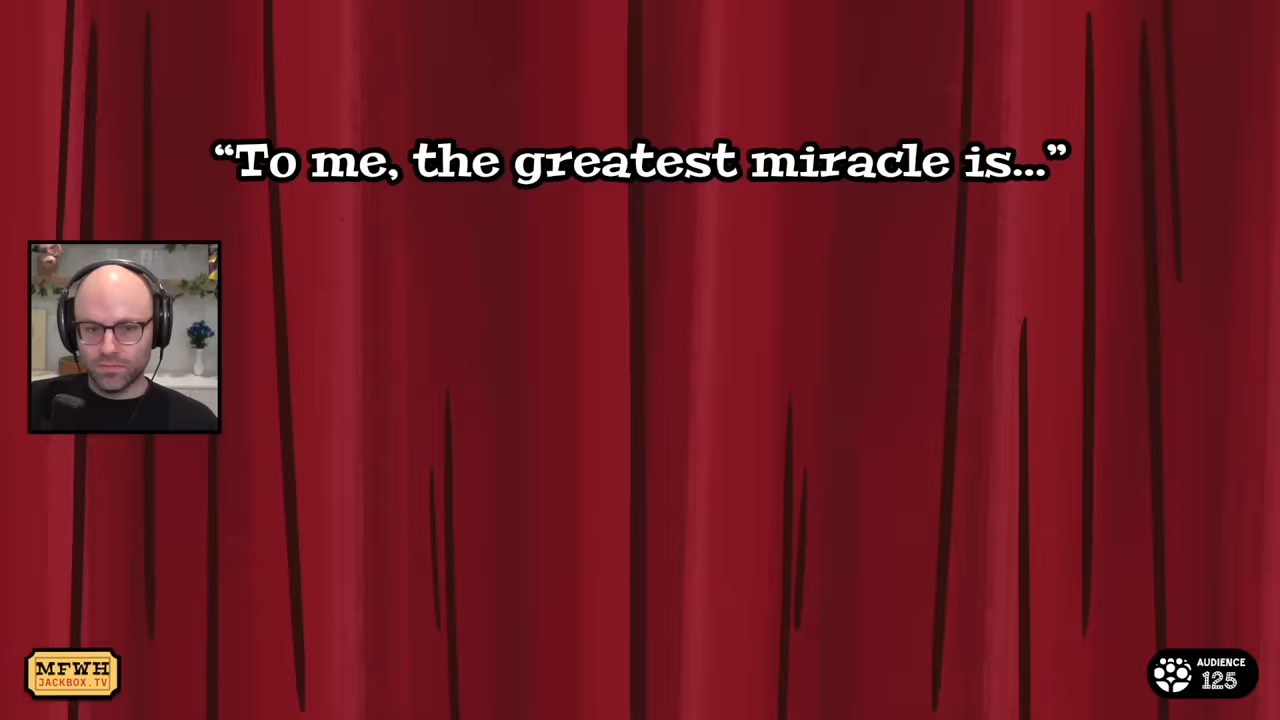 “To me, the greatest miracle is...”
MFWH
JACKBOX.TV
AUDIENCE
125